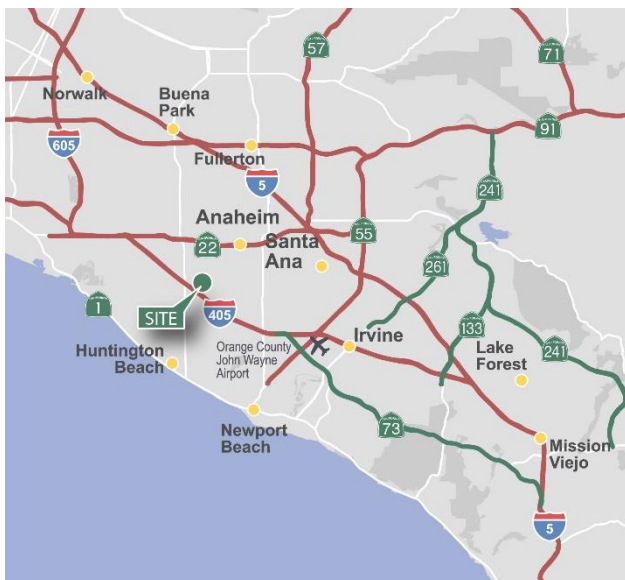 57
71
Norwalk
Buena
Park
91
605
Fullerton
5
241
Anaheim
22
Santa
Ana
55
261
1
SITE
405
133
Huntington
Beach
Orange County
John Wayne
Airport
Irvine
Lake
Forest
241
Newport
Beach
73
Mission
Viejo
5